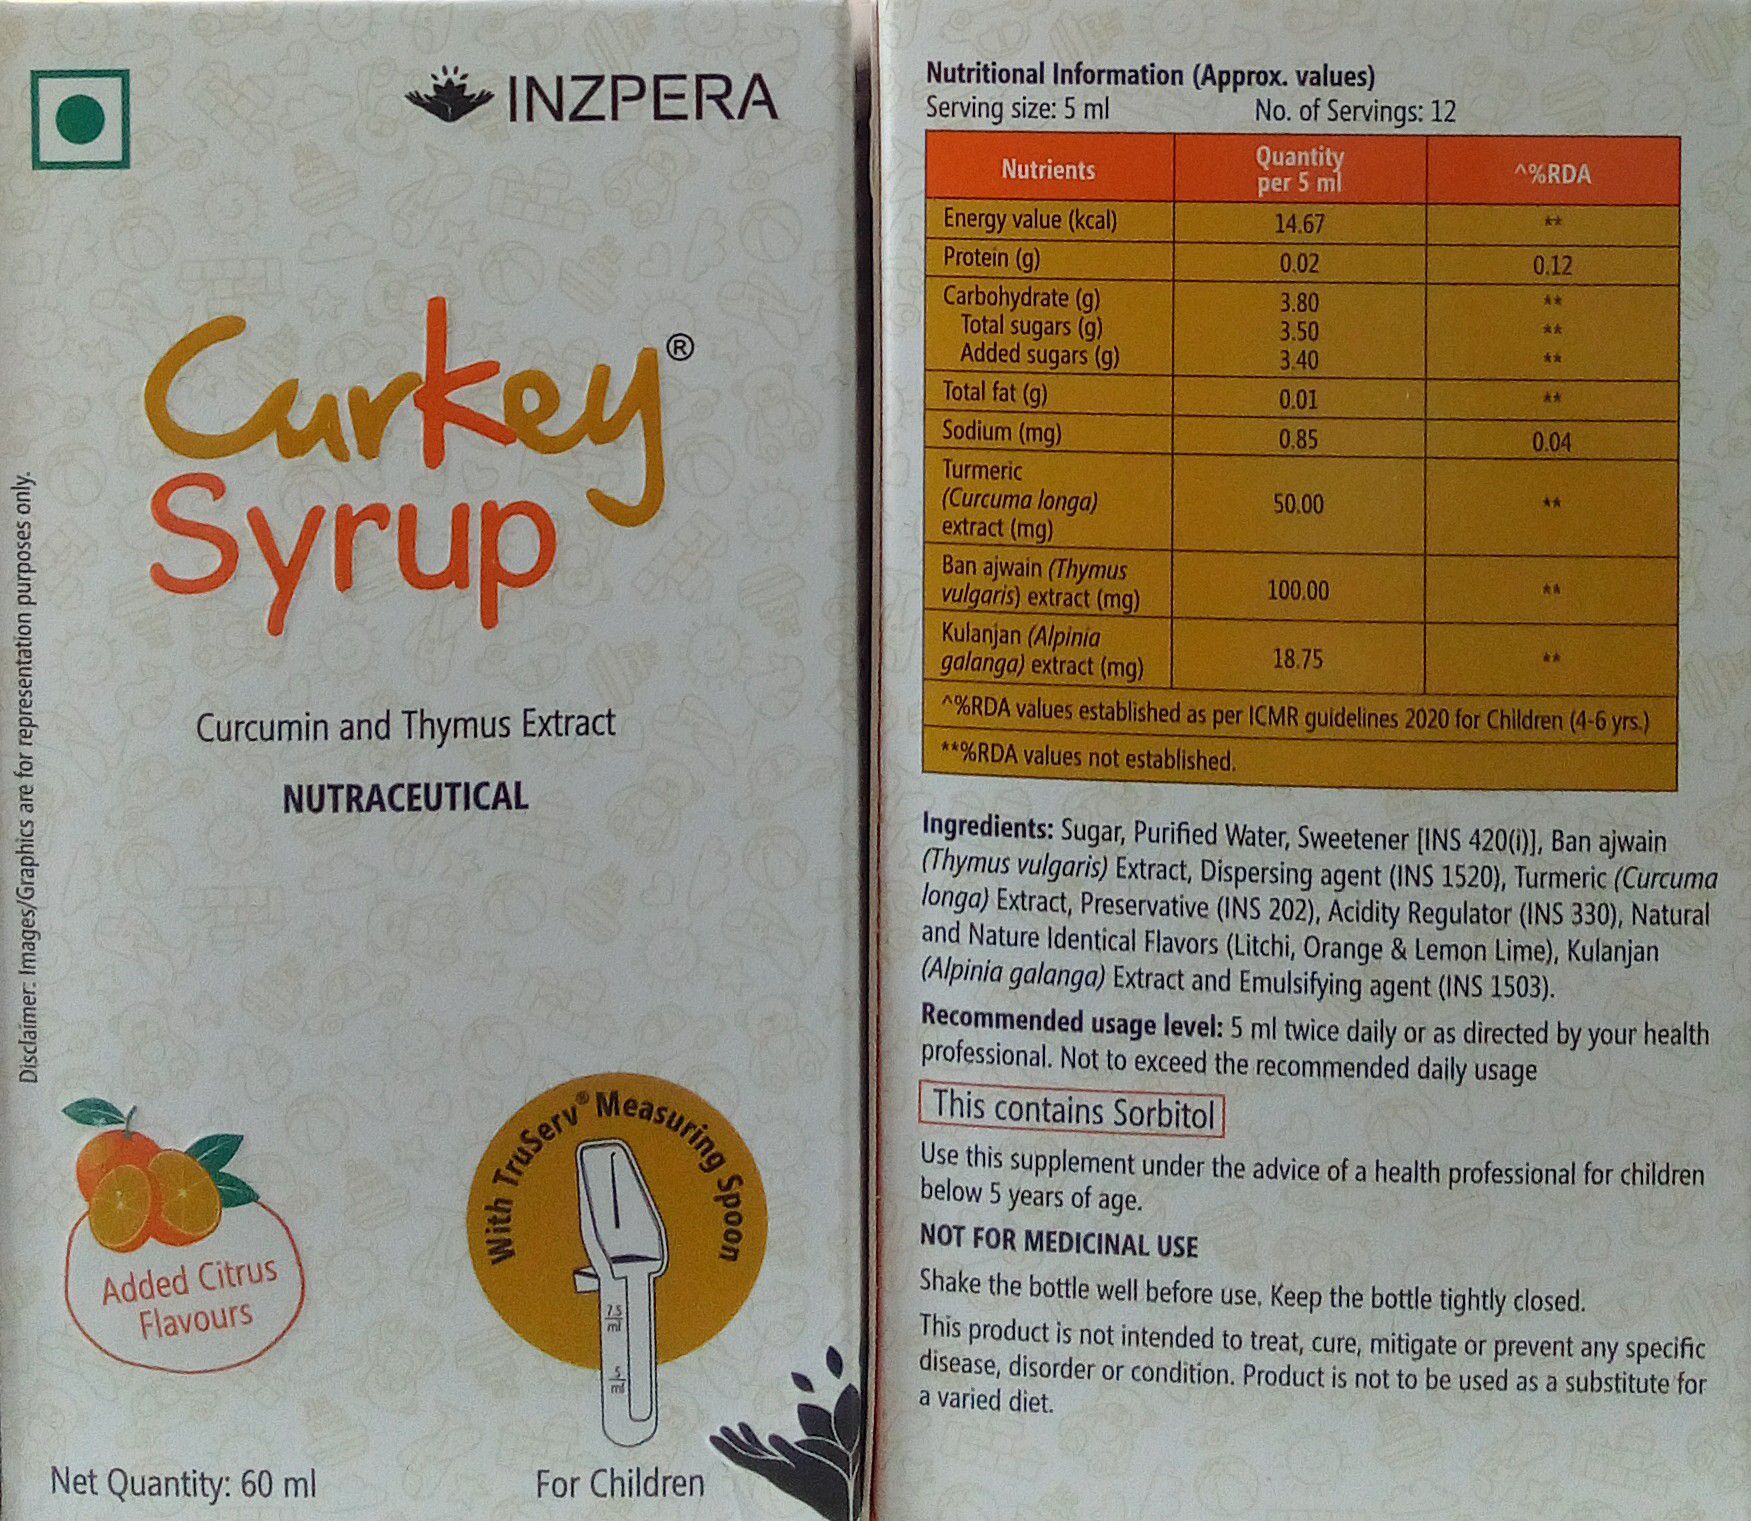 INZPERA
Curkey®
Syrup
Curcumin and Thymus Extract
NUTRACEUTICAL
Disclaimer: Images/Graphics are for representation purposes only.
Added Citrus
Flavours
With TruServ® Measuring Spoon
7.5
ml
5
ml
Net Quantity: 60 ml
For Children
Nutritional Information (Approx. values)
Serving size: 5 ml No. of Servings: 12
Nutrients Quantity per 5 ml ^%RDA
Energy value (kcal) 14.67 **
Protein (g) 0.02 0.12
Carbohydrate (g) 3.80 **
Total sugars (g) 3.50 **
Added sugars (g) 3.40 **
Total fat (g) 0.01 **
Sodium (mg) 0.85 0.04
Turmeric
(Curcuma longa) 50.00 **
extract (mg)
Ban ajwain (Thymus
vulgaris) extract (mg) 100.00 **
Kulanjan (Alpinia
galanga) extract (mg) 18.75 **
^%RDA values established as per ICMR guidelines 2020 for Children (4-6 yrs.)
**%RDA values not established.
Ingredients: Sugar, Purified Water, Sweetener [INS 420(i)], Ban ajwain
(Thymus vulgaris) Extract, Dispersing agent (INS 1520), Turmeric (Curcuma
longa) Extract, Preservative (INS 202), Acidity Regulator (INS 330), Natural
and Nature Identical Flavors (Litchi, Orange & Lemon Lime), Kulanjan
(Alpinia galanga) Extract and Emulsifying agent (INS 1503).
Recommended usage level: 5 ml twice daily or as directed by your health
professional. Not to exceed the recommended daily usage
This contains Sorbitol
Use this supplement under the advice of a health professional for children
below 5 years of age.
NOT FOR MEDICINAL USE
Shake the bottle well before use, Keep the bottle tightly closed.
This product is not intended to treat, cure, mitigate or prevent any specific
disease, disorder or condition. Product is not to be used as a substitute for
a varied diet.